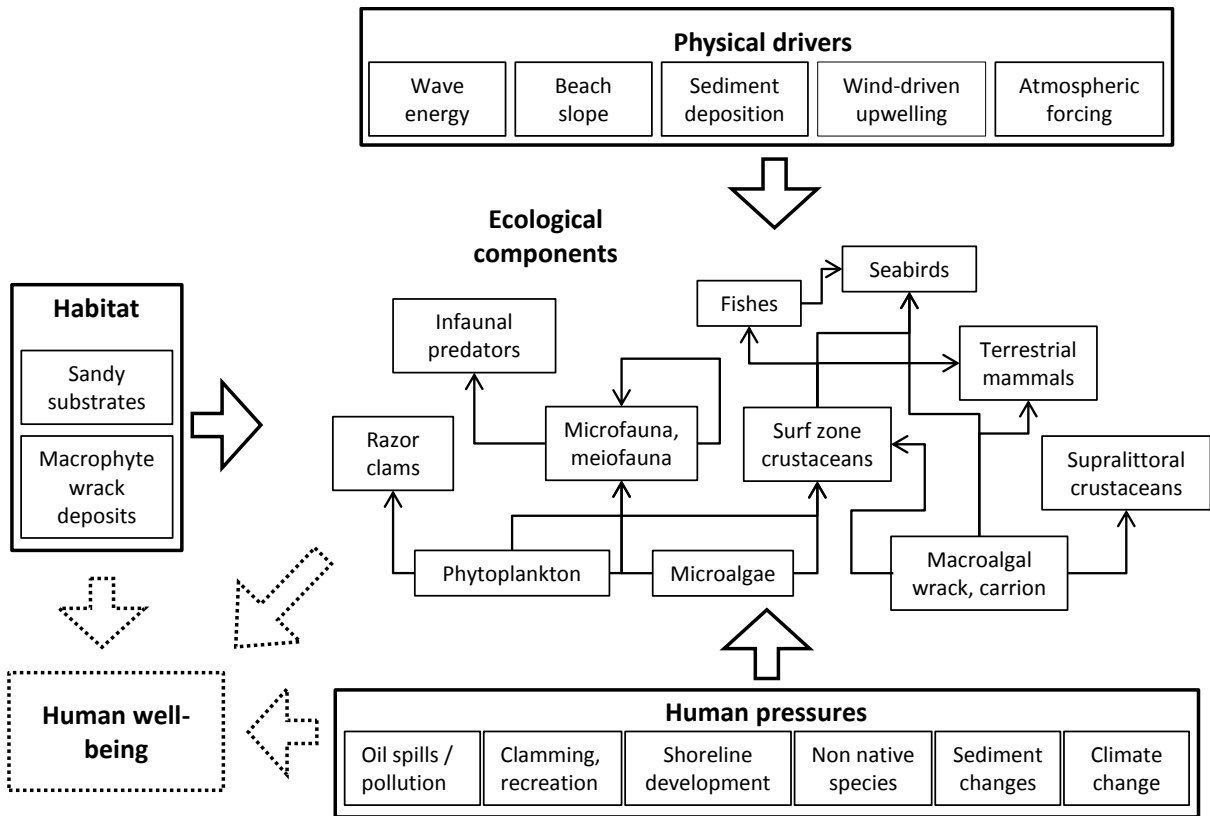 Physical drivers
Wave
energy
Beach
slope
Sediment
deposition
Wind-driven
upwelling
Atmospheric
forcing
Ecological
components
Seabirds
Fishes
Habitat
Infaunal
predators
Terrestrial
mammals
Sandy
substrates
Razor
clams
Microfauna,
meiofauna
Surf zone
crustaceans
Supralittoral
crustaceans
Macrophyte
wrack
deposits
Phytoplankton
Microalgae
Macroalgal
wrack, carrion
Human well-
being
Human pressures
Oil spills /
pollution
Clamming,
recreation
Shoreline
development
Non native
species
Sediment
changes
Climate
change